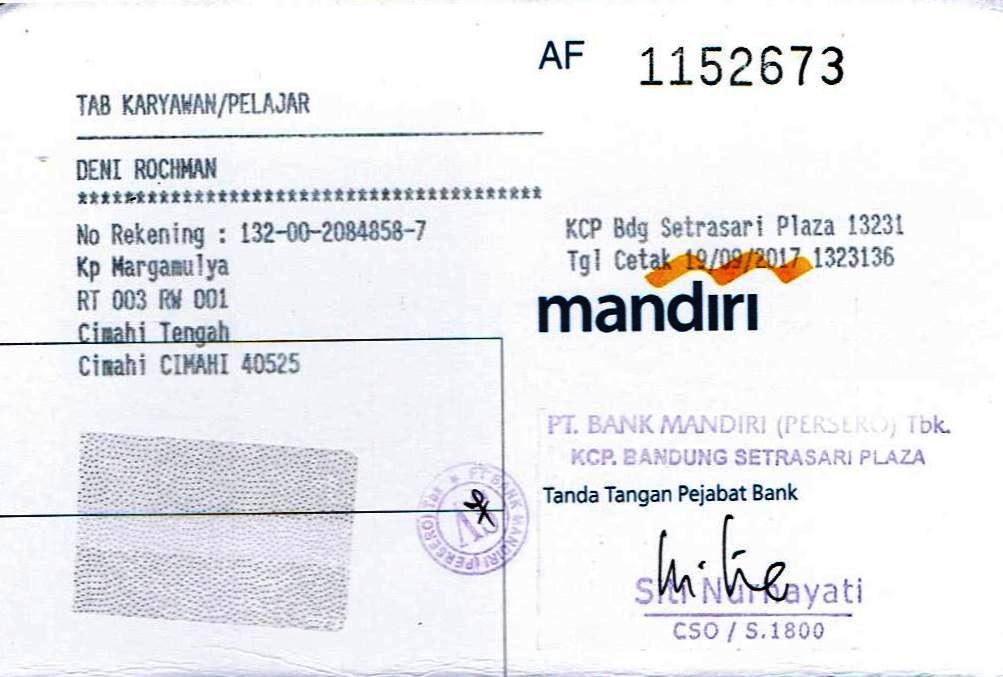 AF 1152673
TAB KARYAWAN/PELAJAR
DENI ROCHMAN
****************************************
No Rekening : 132-00-2084858-7
Kp Margamulya
RT 003 RW 001
Cimahi Tengah
Cimahi CIMAHI 40525
KCP Bdg Setrasari Plaza 13231
Tgl Cetak 19/09/2017 1323136
mandiri
PT. BANK MANDIRI (PERSERO) Tbk.
KCP. BANDUNG SETRASARI PLAZA
Tanda Tangan Pejabat Bank
Siti Nurhayati
CSO / S.1800
PT BANK MANDIRI (PERSERO) Tbk